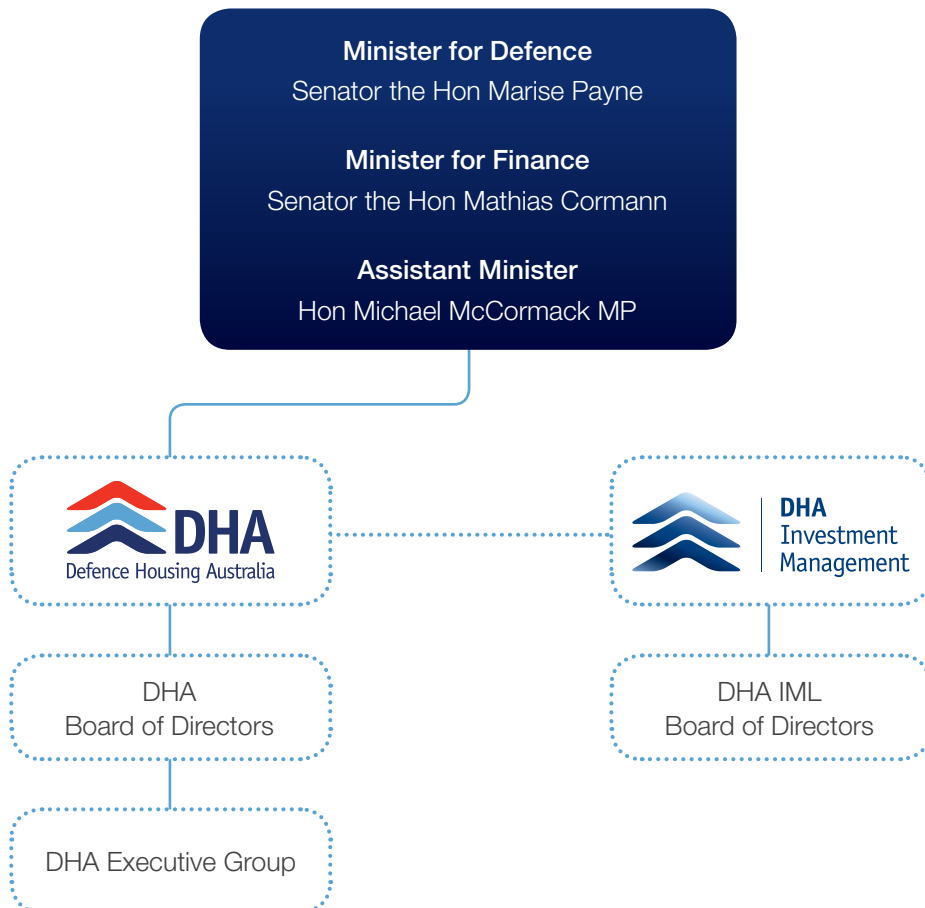 Minister for Defence
Senator the Hon Marise Payne
Minister for Finance
Senator the Hon Mathias Cormann
Assistant Minister
Hon Michael McCormack MP
DHA
Defence Housing Australia
DHA
Investment
Management
DHA
Board of Directors
DHA IML
Board of Directors
DHA Executive Group